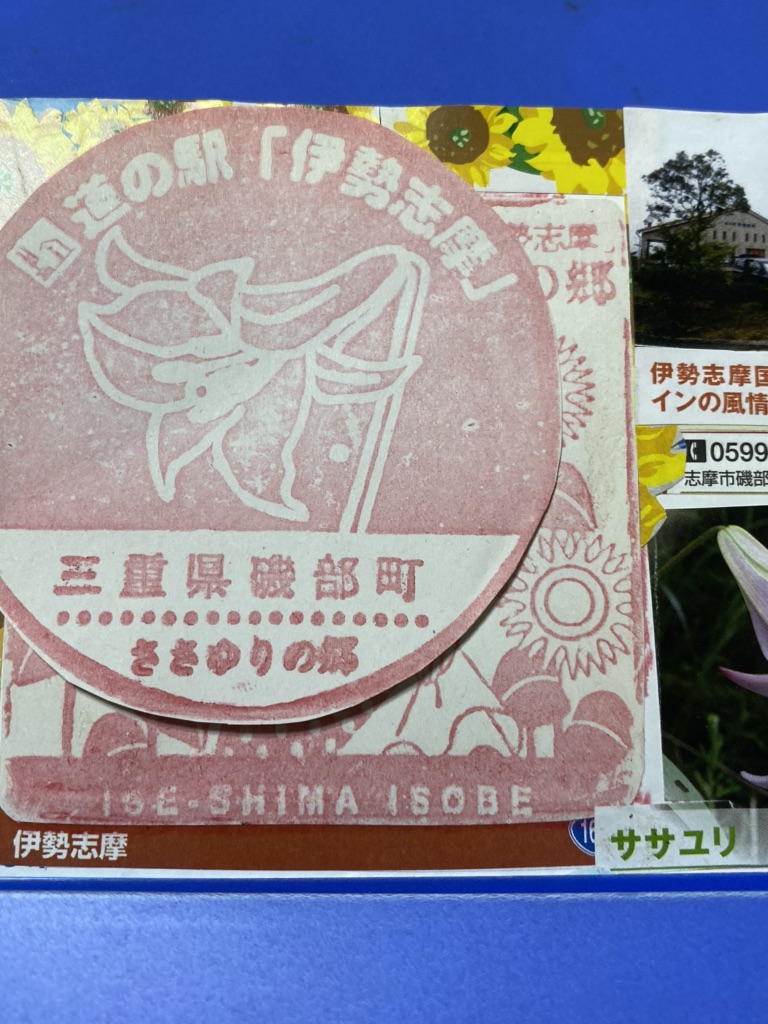 道の駅「伊勢志摩」
三重県磯部町
ささゆりの郷
勢志摩」
の郷
ISE-SHIMA ISOBE
伊勢志摩
16
伊勢志摩国
インの風情
0599
志摩市磯部
ササユリ